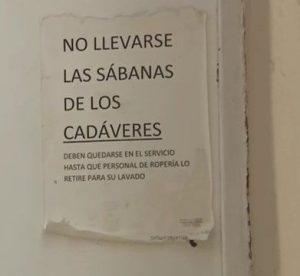 NO LLEVARSE
LAS SÁBANAS
DE LOS
CADÁVERES
DEBEN QUEDARSE EN EL SERVICIO
HASTA QUE PERSONAL DE ROPERÍA LO
RETIRE PARA SU LAVADO